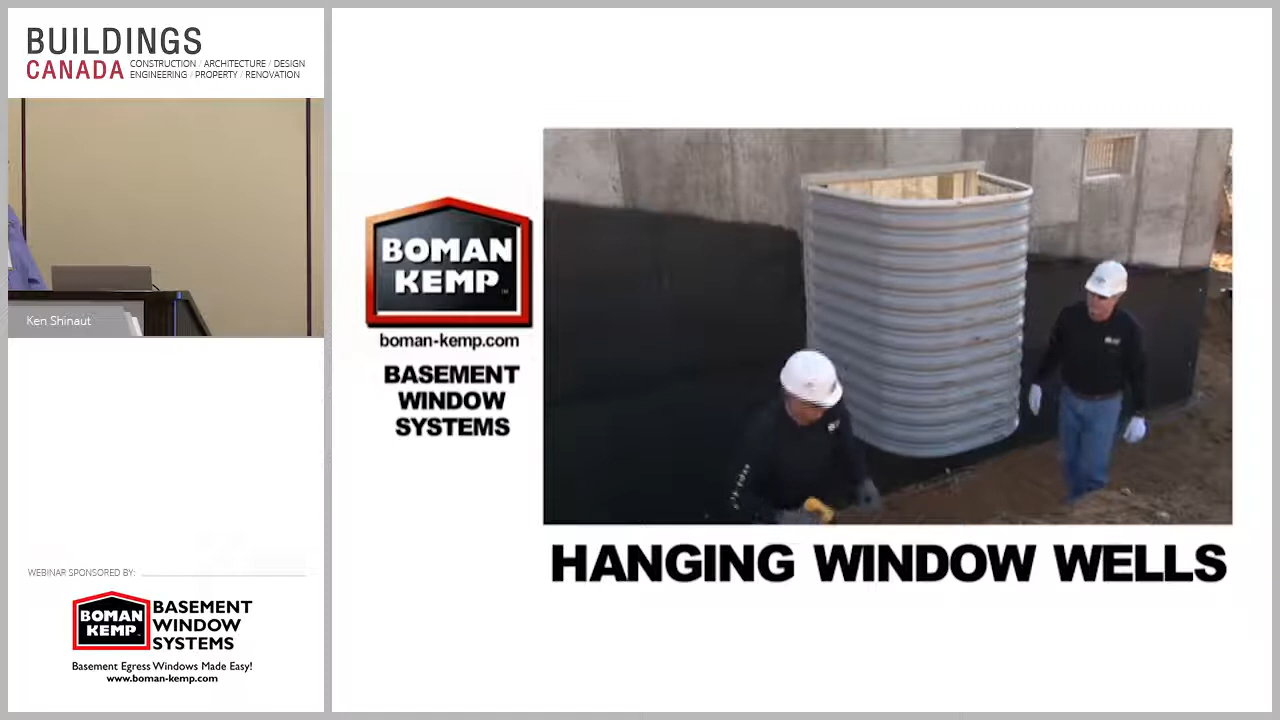 BUILDINGS
CANADA CONSTRUCTION / ARCHITECTURE / DESIGN
ENGINEERING / PROPERTY / RENOVATION
Ken Shinaut
WEBINAR SPONSORED BY:
BOMAN
KEMP
BASEMENT
WINDOW
SYSTEMS
Basement Egress Windows Made Easy!
www.boman-kemp.com
BOMAN
KEMP
boman-kemp.com
BASEMENT
WINDOW
SYSTEMS
HANGING WINDOW WELLS